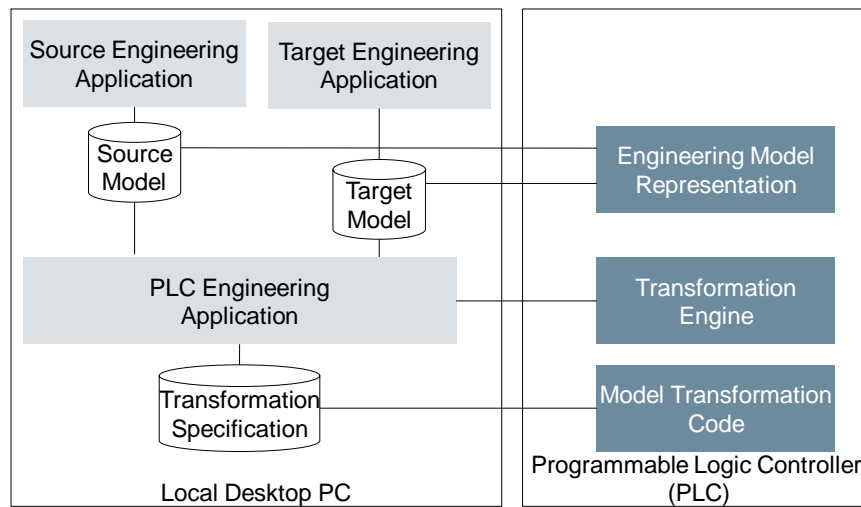 Source Engineering
Application
Target Engineering
Application
Source
Model
Target
Model
Engineering Model
Representation
PLC Engineering
Application
Transformation
Engine
Transformation
Specification
Model Transformation
Code
Local Desktop PC
Programmable Logic Controller
(PLC)